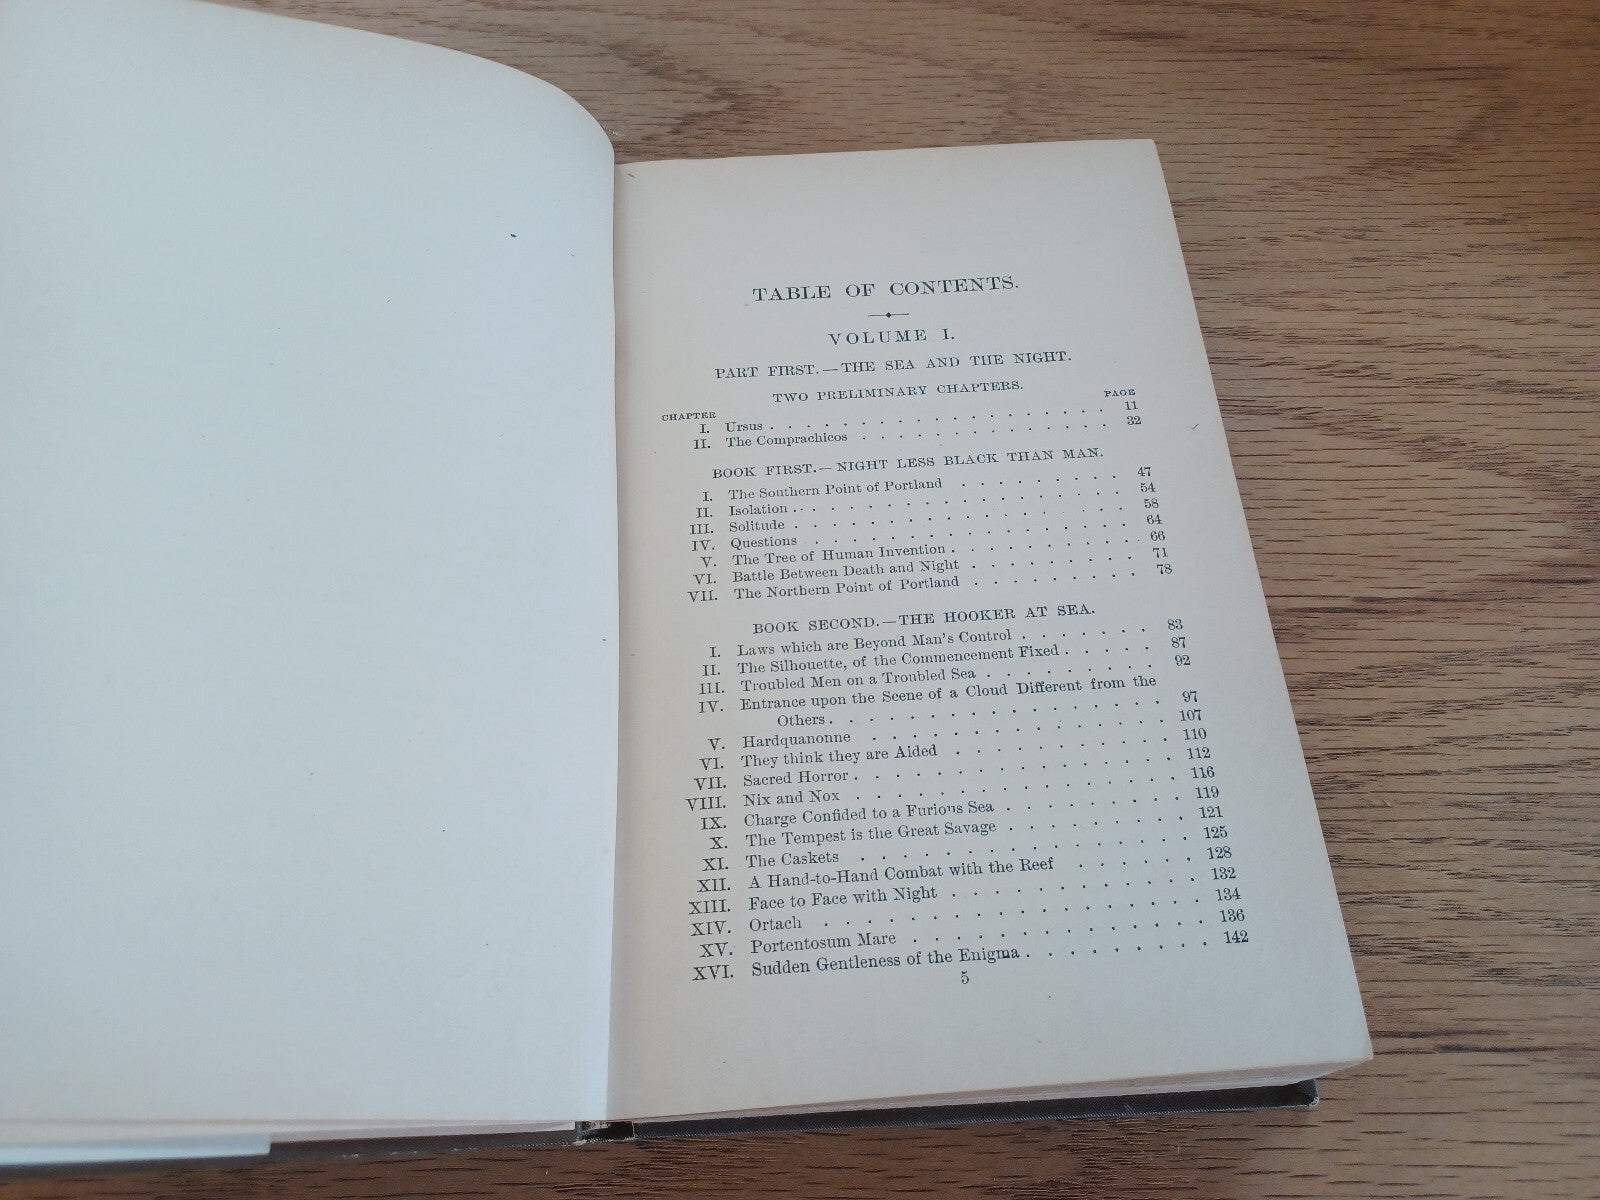 TABLE OF CONTENTS.
VOLUME I.
PART FIRST.—THE SEA AND THE NIGHT.
TWO PRELIMINARY CHAPTERS.
CHAPTER PAGE
I. Ursus . . . . . . . . . . . . . . . . . . 11
II. The Comprachicos . . . . . . . . . . . . . 32
BOOK FIRST.—NIGHT LESS BLACK THAN MAN.
I. The Southern Point of Portland . . . . . . . . . 47
II. Isolation . . . . . . . . . . . . . . . . . 54
III. Solitude . . . . . . . . . . . . . . . . . 58
IV. Questions . . . . . . . . . . . . . . . . . 64
V. The Tree of Human Invention . . . . . . . . . . 66
VI. Battle Between Death and Night . . . . . . . . . 71
VII. The Northern Point of Portland . . . . . . . . . 78
BOOK SECOND.—THE HOOKER AT SEA.
I. Laws which are Beyond Man's Control . . . . . . . 83
II. The Silhouette, of the Commencement Fixed . . . . . 87
III. Troubled Men on a Troubled Sea . . . . . . . . 92
IV. Entrance upon the Scene of a Cloud Different from the
Others . . . . . . . . . . . . . . . . . 97
V. Hardquanonne . . . . . . . . . . . . . . . 107
VI. They think they are Aided . . . . . . . . . . . 110
VII. Sacred Horror . . . . . . . . . . . . . . . 112
VIII. Nix and Nox . . . . . . . . . . . . . . . 116
IX. Charge Confided to a Furious Sea . . . . . . . . 119
X. The Tempest is the Great Savage . . . . . . . . . 121
XI. The Caskets . . . . . . . . . . . . . . . 125
XII. A Hand-to-Hand Combat with the Reef . . . . . . 128
XIII. Face to Face with Night . . . . . . . . . . . 132
XIV. Ortach . . . . . . . . . . . . . . . . . 134
XV. Portentosum Mare . . . . . . . . . . . . . 136
XVI. Sudden Gentleness of the Enigma . . . . . . . . 142
5